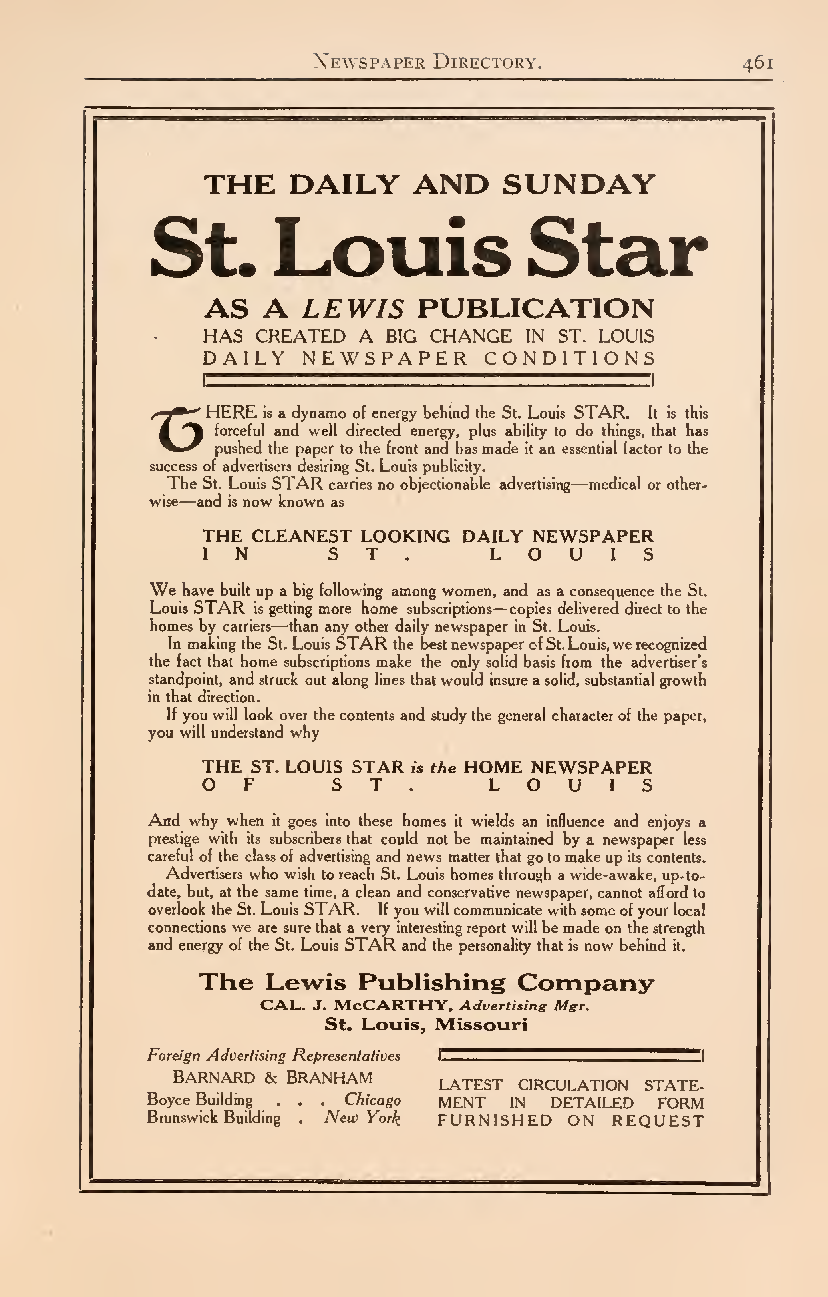 NEWSPAPER DIRECTORY. 461
THE DAILY AND SUNDAY
St. Louis Star
AS A LEWIS PUBLICATION
HAS CREATED A BIG CHANGE IN ST. LOUIS
DAILY NEWSPAPER CONDITIONS
THERE is a dynamo of energy behind the St. Louis STAR. It is this
forceful and well directed energy, plus ability to do things, that has
pushed the paper to the front and has made it an essential factor to the
success of advertisers desiring St. Louis publicity.
The St. Louis STAR carries no objectionable advertising—medical or other-
wise—and is now known as
THE CLEANEST LOOKING DAILY NEWSPAPER
IN ST. LOUIS
We have built up a big following among women, and as a consequence the St.
Louis STAR is getting more home subscriptions—copies delivered direct to the
homes by carriers—than any other daily newspaper in St. Louis.
In making the St. Louis STAR the best newspaper of St. Louis, we recognized
the fact that home subscriptions make the only solid basis from the advertiser's
standpoint, and struck out along lines that would insure a solid, substantial growth
in that direction.
If you will look over the contents and study the general character of the paper,
you will understand why
THE ST. LOUIS STAR is the HOME NEWSPAPER
OF ST. LOUIS
And why when it goes into these homes it wields an influence and enjoys a
prestige with its subscribers that could not be maintained by a newspaper less
careful of the class of advertising and news matter that go to make up its contents.
Advertisers who wish to reach St. Louis homes through a wide-awake, up-to-
date, but, at the same time, a clean and conservative newspaper, cannot afford to
overlook the St. Louis STAR. If you will communicate with some of your local
connections we are sure that a very interesting report will be made on the strength
and energy of the St. Louis STAR and the personality that is now behind it.
The Lewis Publishing Company
CAL. J. McCARTHY, Advertising Mgr.
St. Louis, Missouri
Foreign Advertising Representatives
BARNARD & BRANHAM
Boyce Building . . . Chicago
Brunswick Building . New York
LATEST CIRCULATION STATE-
MENT IN DETAILED FORM
FURNISHED ON REQUEST